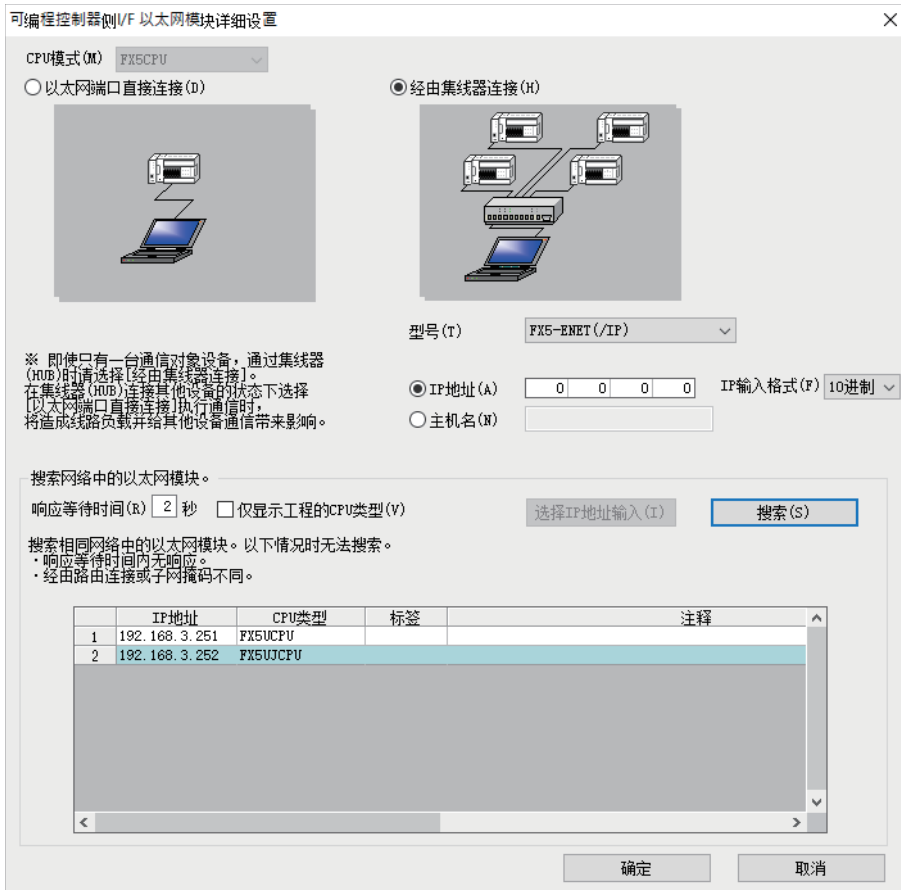 可编程控制器侧I/F 以太网模块详细设置
CPU模式(M) FX5CPU
以太网端口直接连接(D) 经由集线器连接(H)
型号(T) FX5-ENET(/IP)
※ 即使只有一台通信对象设备，通过集线器
(HUB)时请选择[经由集线器连接]。
在集线器(HUB)连接其他设备的状态下选择
[以太网端口直接连接]执行通信时，
将造成线路负载并给其他设备通信带来影响。
IP地址(A) 0 0 0 0 IP输入格式(F) 10进制
主机名(N)
搜索网络中的以太网模块。
响应等待时间(R) 2 秒 仅显示工程的CPU类型(V) 选择IP地址输入(I) 搜索(S)
搜索相同网络中的以太网模块。以下情况时无法搜索。
・响应等待时间内无响应。
・经由路由连接或子网掩码不同。
IP地址 CPU类型 标签 注释
1 192.168.3.251 FX5UCPU
2 192.168.3.252 FX5UJCPU
确定 取消